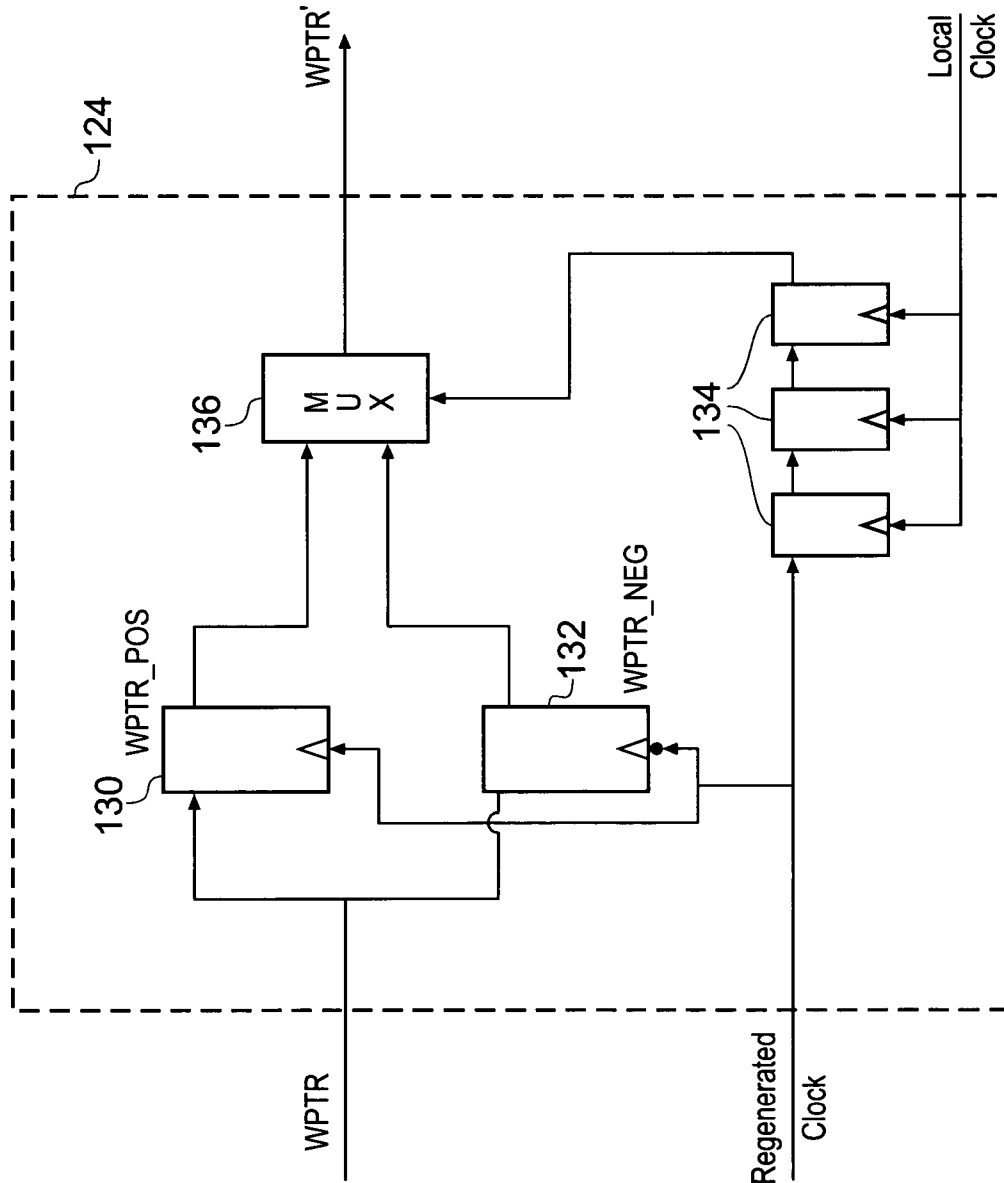 124
WPTR'
136
M
U
X
WPTR_POS
130
132
WPTR_NEG
WPTR
134
Regenerated
Clock
Local
Clock